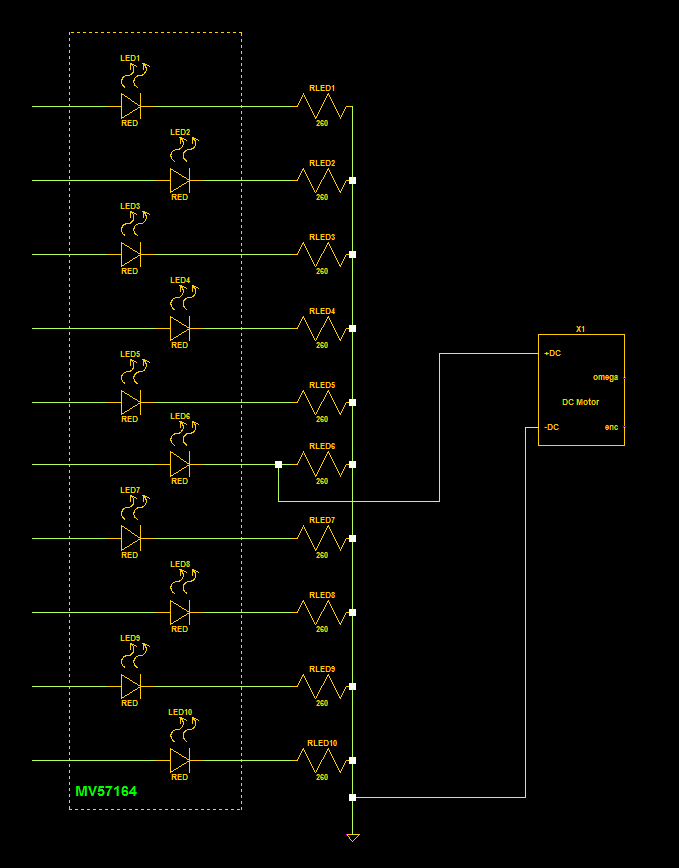 LED1
RLED1
RED
260
LED2
RLED2
RED
260
LED3
RLED3
RED
260
LED4
RLED4
RED
260
X1
+DC
LED5
omega
RLED5
DC Motor
RED
260
LED6
-DC
enc
RLED6
RED
260
LED7
RLED7
RED
260
LED8
RLED8
RED
260
LED9
RLED9
RED
260
LED10
RLED10
RED
260
MV57164